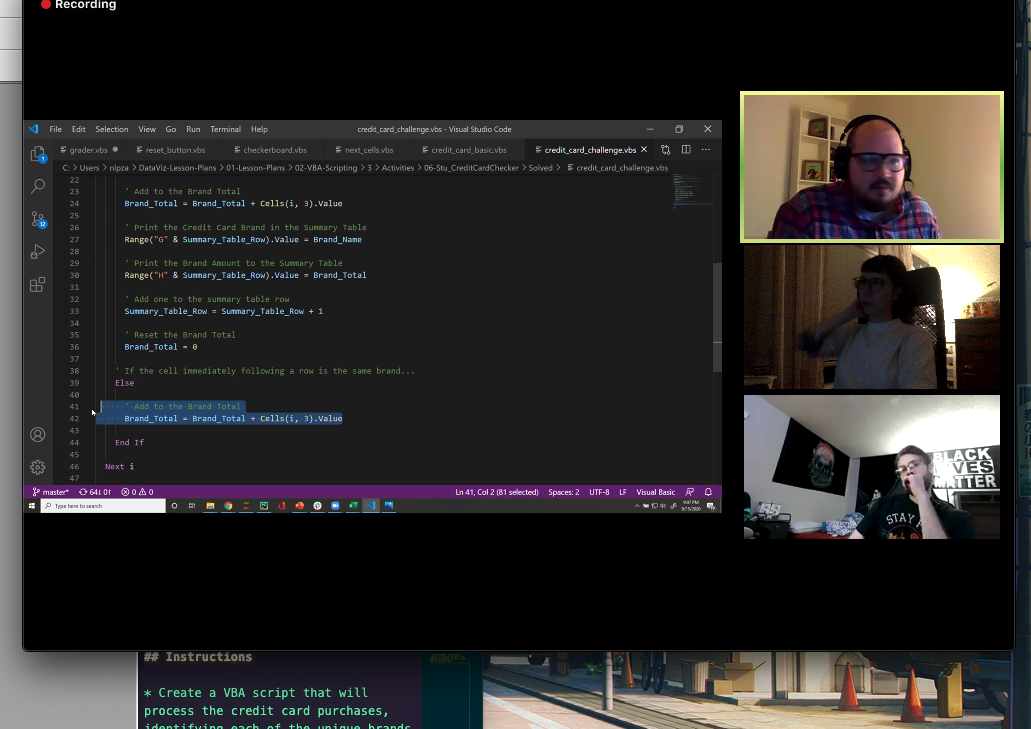 Recording
File Edit Selection View Go Run Terminal Help
credit_card_challenge.vbs - Visual Studio Code
grader.vbs
reset_button.vbs
checkerboard.vbs
next_cells.vbs
credit_card_basic.vbs
credit_card_challenge.vbs
C: > Users > nlpza > DataViz-Lesson-Plans > 01-Lesson-Plans > 02-VBA-Scripting > 3 > Activities > 06-Stu_CreditCardChecker > Solved > credit_card_challenge.vbs
22
23 ' Add to the Brand Total
24 Brand_Total = Brand_Total + Cells(i, 3).Value
25
26 ' Print the Credit Card Brand in the Summary Table
27 Range("G" & Summary_Table_Row).Value = Brand_Name
28
29 ' Print the Brand Amount to the Summary Table
30 Range("H" & Summary_Table_Row).Value = Brand_Total
31
32 ' Add one to the summary table row
33 Summary_Table_Row = Summary_Table_Row + 1
34
35 ' Reset the Brand Total
36 Brand_Total = 0
37
38 ' If the cell immediately following a row is the same brand...
39 Else
40
41 ' Add to the Brand Total
42 Brand_Total = Brand_Total + Cells(i, 3).Value
43
44 End If
45
46 Next i
47
master* 64↓ 0↑ 0 0
Ln 41, Col 2 (81 selected) Spaces: 2 UTF-8 LF Visual Basic
Type here to search
9:07 PM
9/15/2020
BLACK
LIVES
MATTER
STAY
## Instructions
* Create a VBA script that will
process the credit card purchases,
identifying each of the unique brands